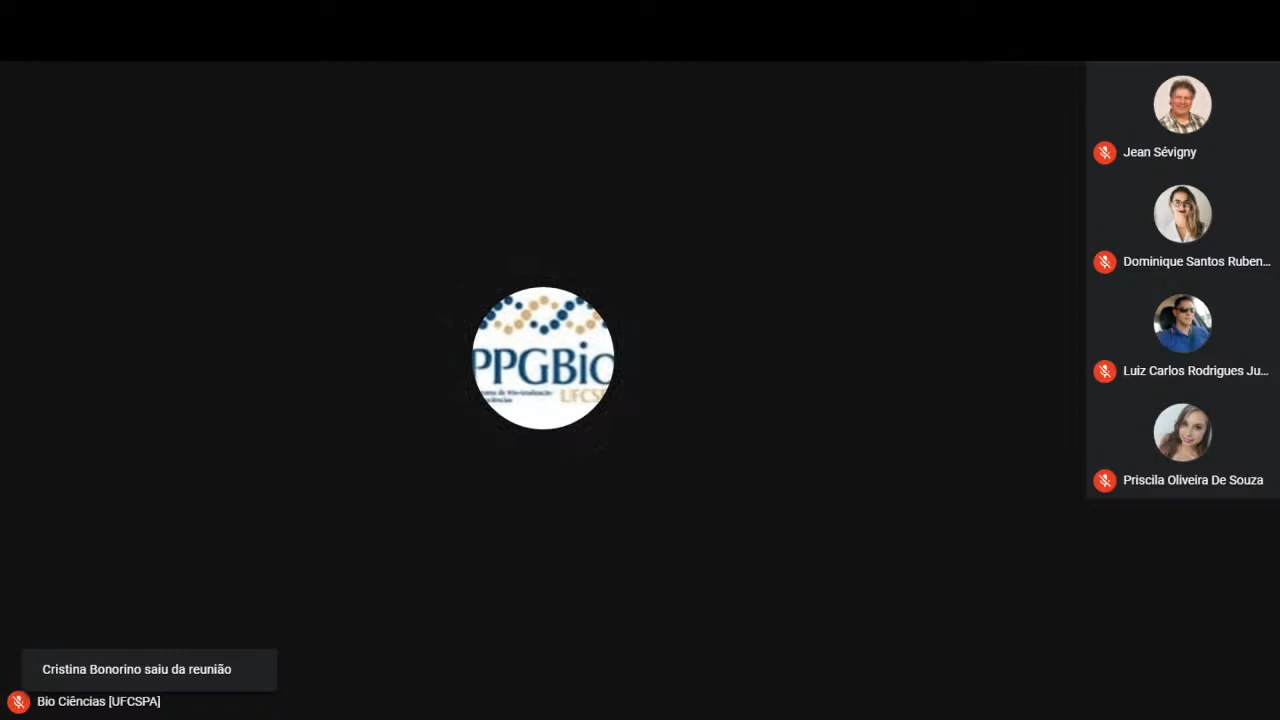 Jean Sévigny
Dominique Santos Ruben...
Luiz Carlos Rodrigues Ju...
Priscila Oliveira De Souza
PPGBio
UFCSP
Cristina Bonorino saiu da reunião
Bio Ciências [UFCSPA]